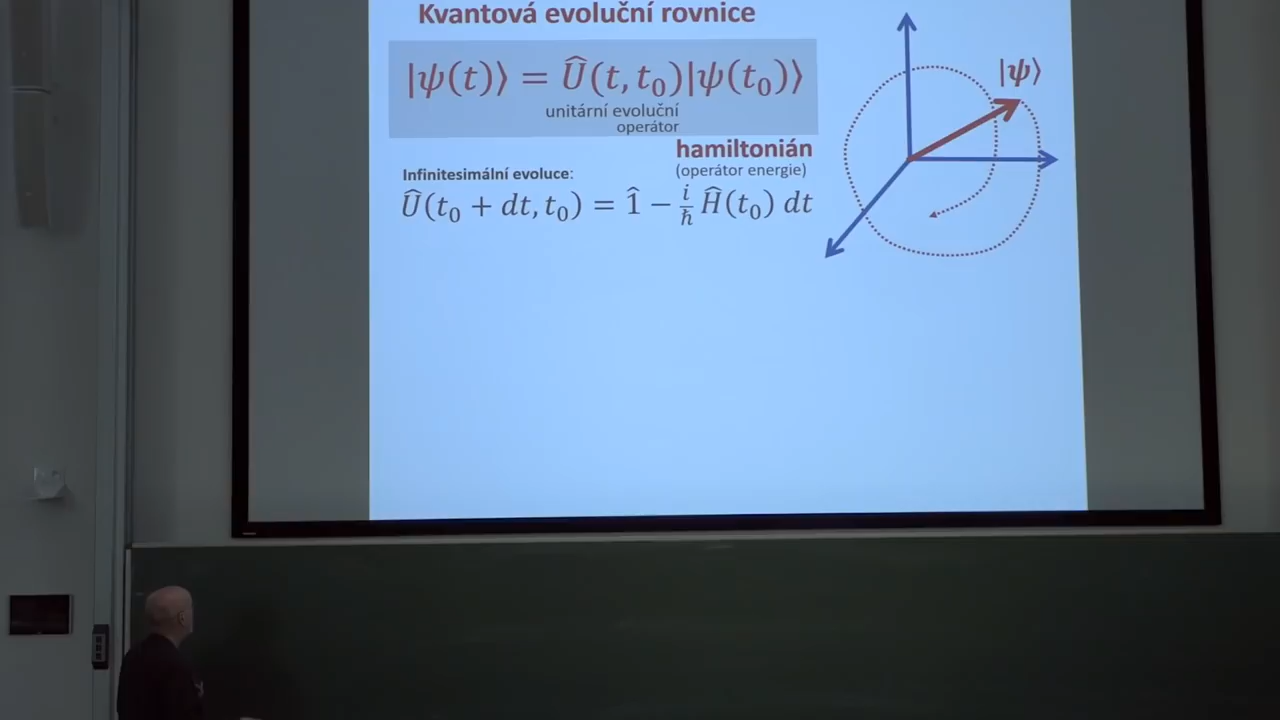 Kvantová evoluční rovnice
|ψ(t)⟩ = Û(t, t₀)|ψ(t₀)⟩
unitární evoluční
operátor
|ψ⟩
hamiltonián
(operátor energie)
Infinitesimální evoluce:
Û(t₀ + dt, t₀) = 1̂ − i/ħ Ĥ(t₀) dt